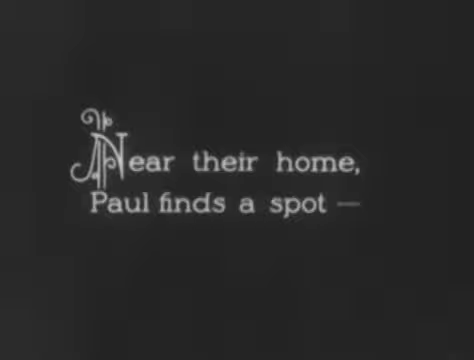 Near their home,
Paul finds a spot —